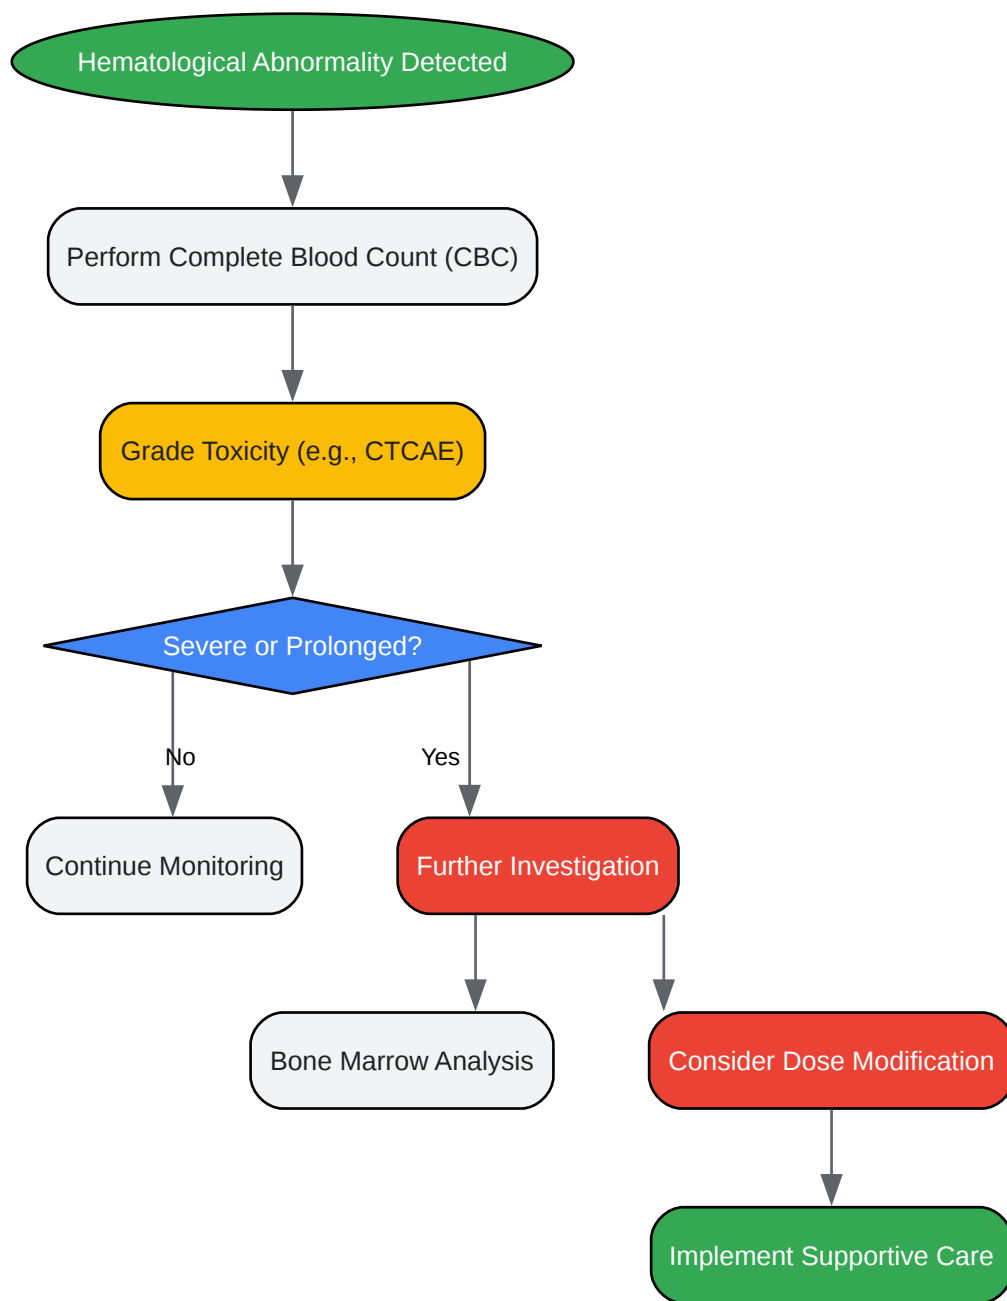 Hematological Abnormality Detected
Perform Complete Blood Count (CBC)
Grade Toxicity (e.g., CTCAE)
Severe or Prolonged?
No
Yes
Continue Monitoring
Further Investigation
Bone Marrow Analysis
Consider Dose Modification
Implement Supportive Care